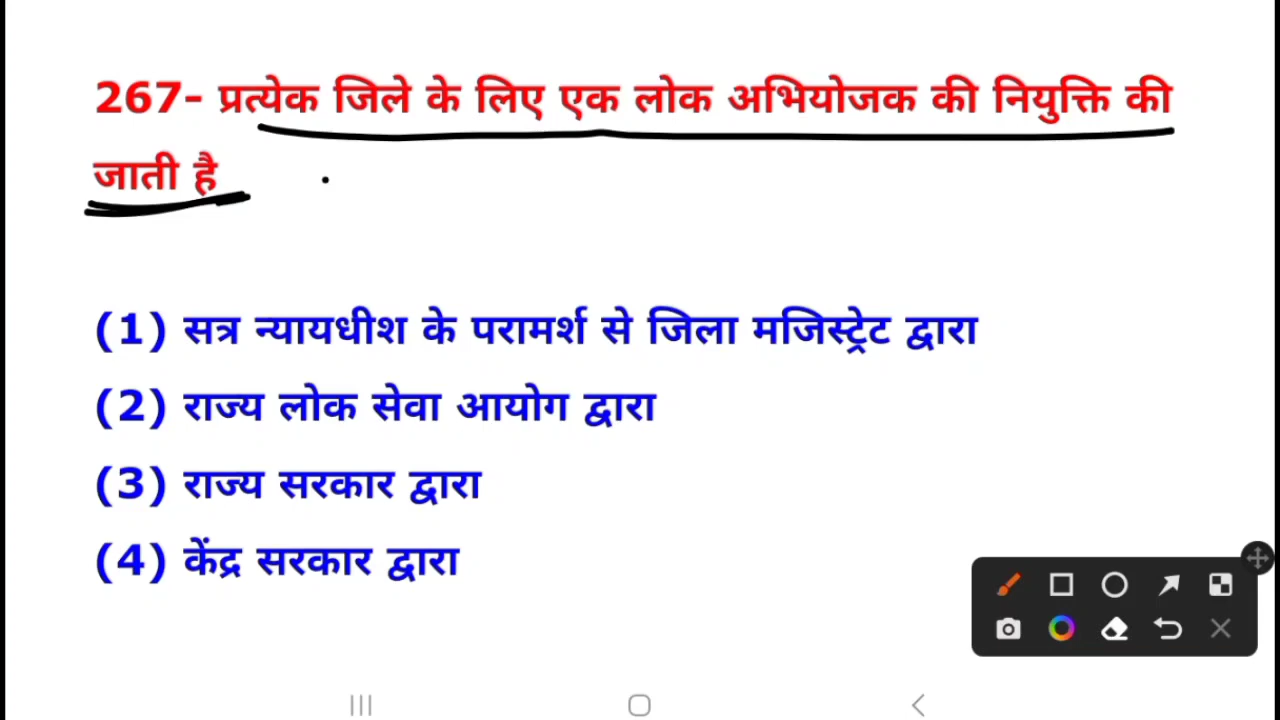 267- प्रत्येक जिले के लिए एक लोक अभियोजक की नियुक्ति की
जाती है
(1) सत्र न्यायधीश के परामर्श से जिला मजिस्ट्रेट द्वारा
(2) राज्य लोक सेवा आयोग द्वारा
(3) राज्य सरकार द्वारा
(4) केंद्र सरकार द्वारा